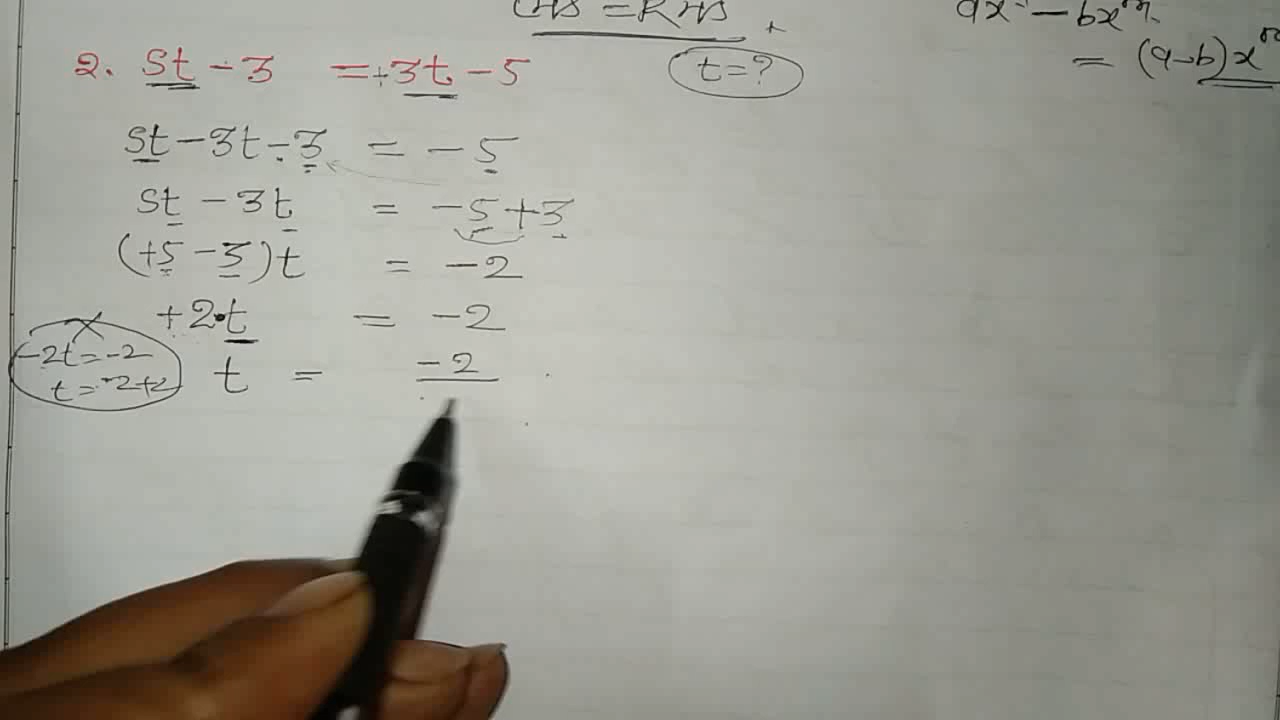 LHS = RHS
ax - bx^m
= (a-b)x^m
2. 5t - 3 = +3t - 5
t = ?
5t - 3t - 3 = - 5
5t - 3t = - 5 + 3
(+5 - 3)t = - 2
+ 2 • t = - 2
-2t = -2
t = -2+2
t = - 2